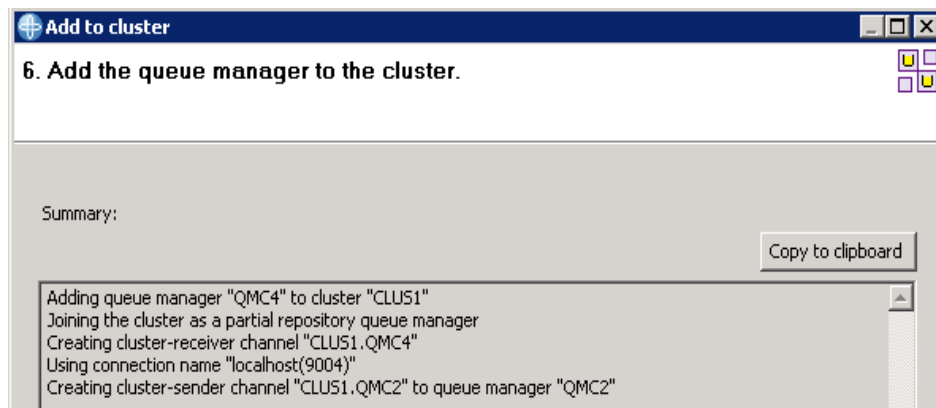 Add to cluster
6. Add the queue manager to the cluster.
Summary:
Copy to clipboard
Adding queue manager "QMC4" to cluster "CLUS1"
Joining the cluster as a partial repository queue manager
Creating cluster-receiver channel "CLUS1.QMC4"
Using connection name "localhost(9004)"
Creating cluster-sender channel "CLUS1.QMC2" to queue manager "QMC2"